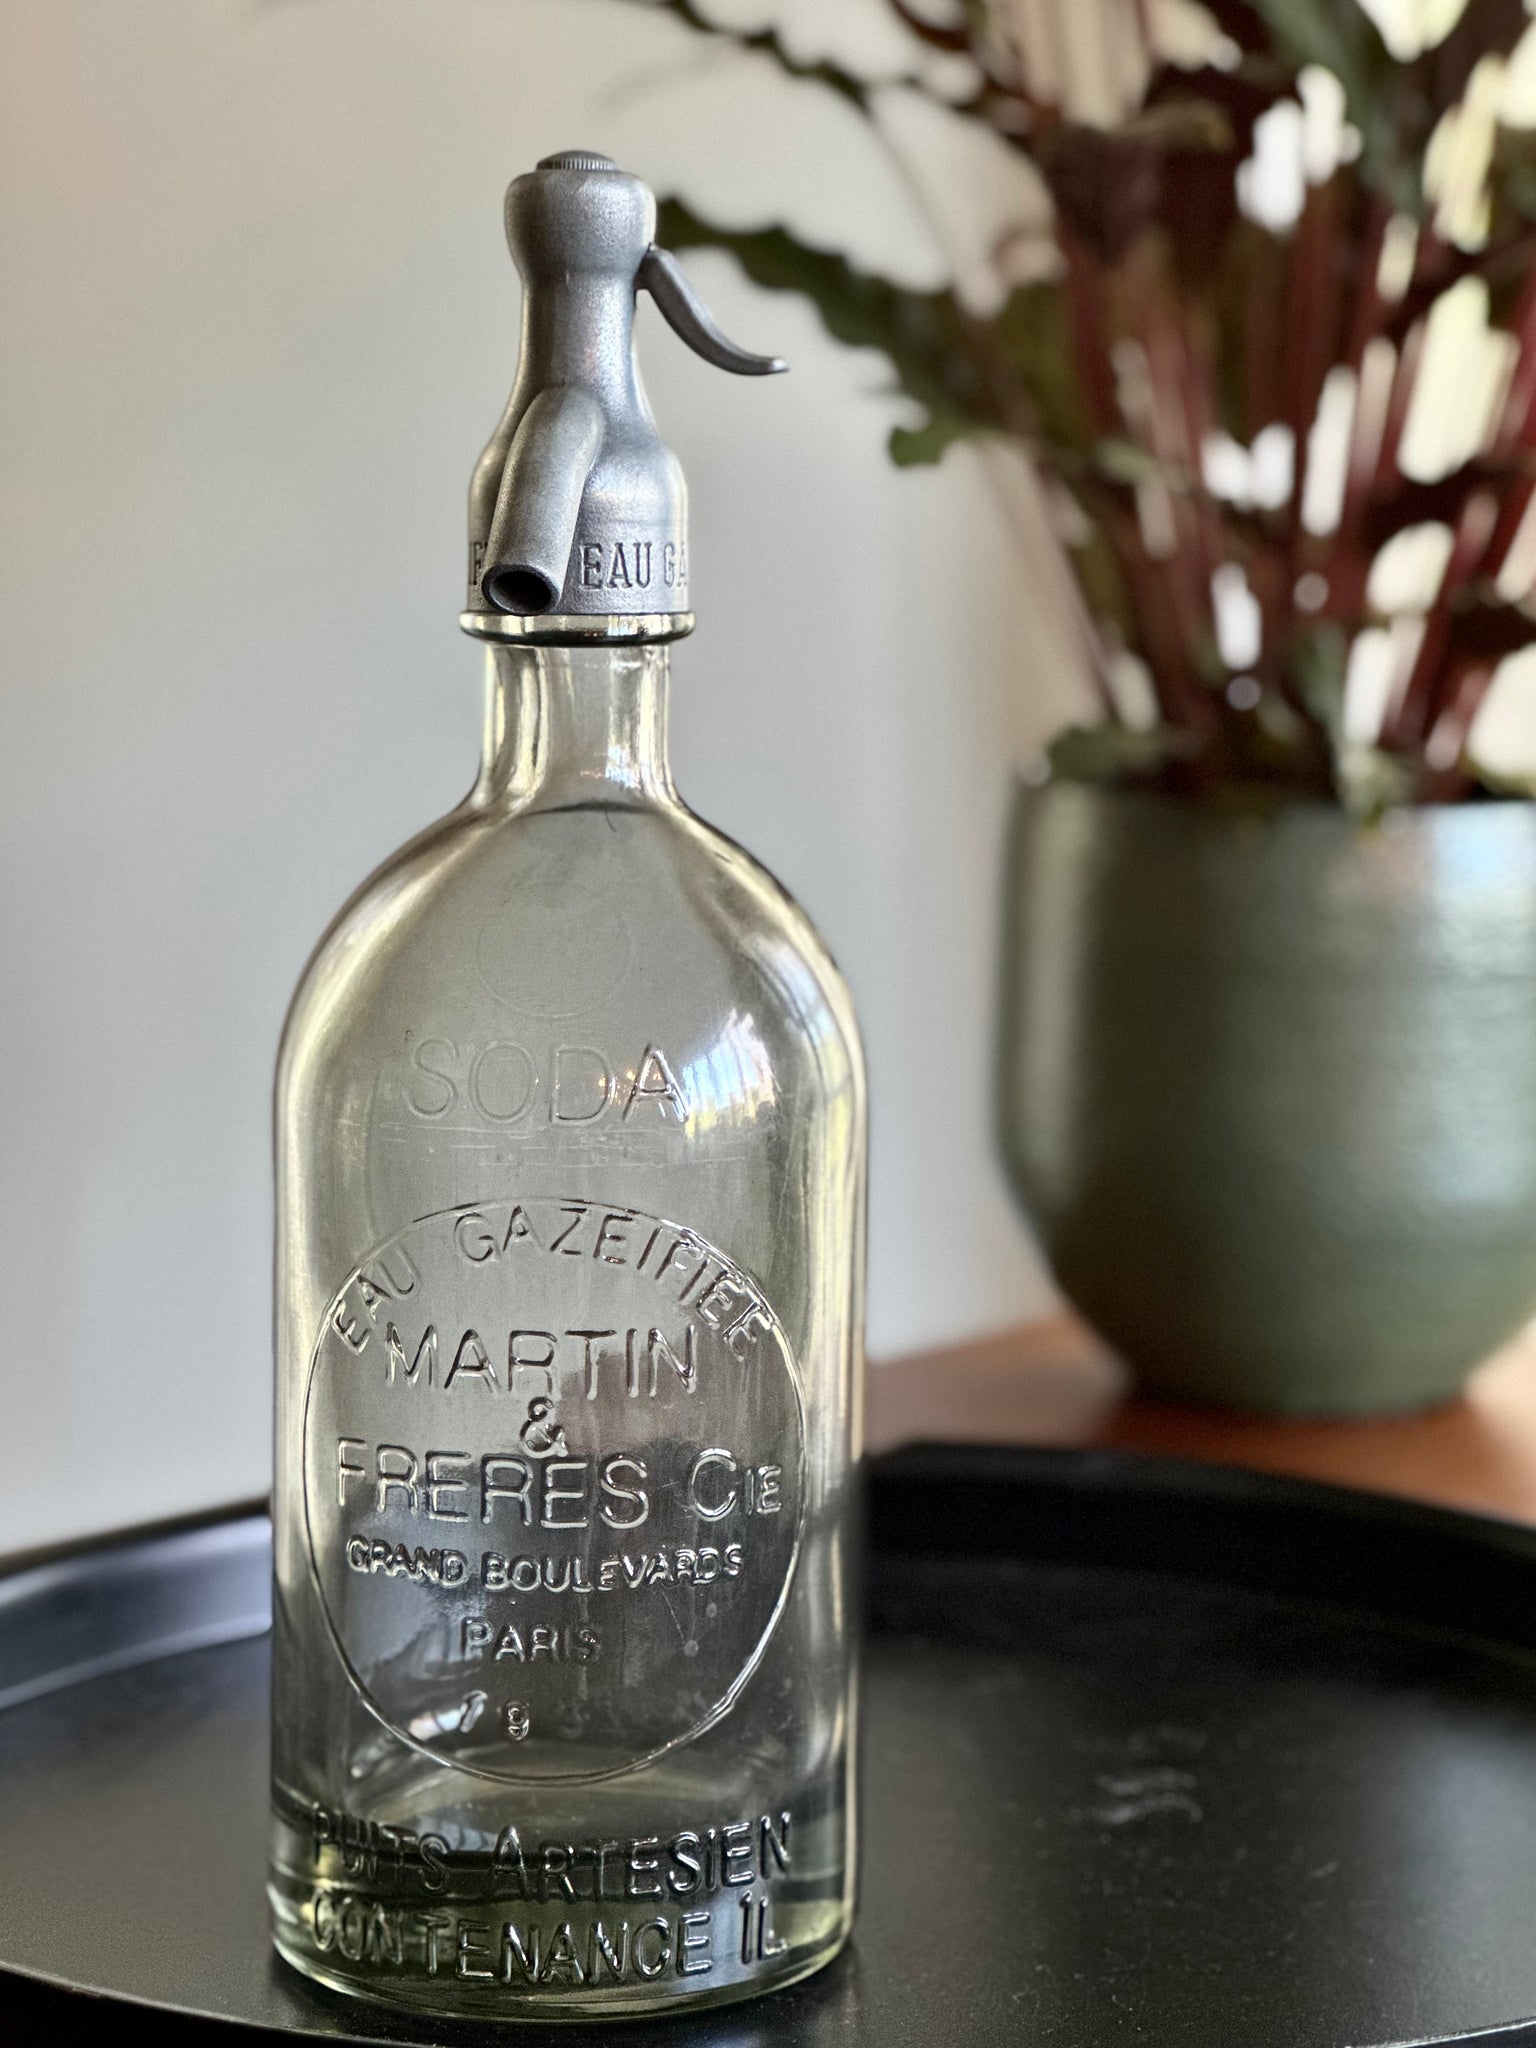 EAU GA
SODA
EAU GAZEIFIEE
MARTIN
&
FRERES CIE
GRAND BOULEVARDS
PARIS
PUITS ARTESIEN
CONTENANCE 1L